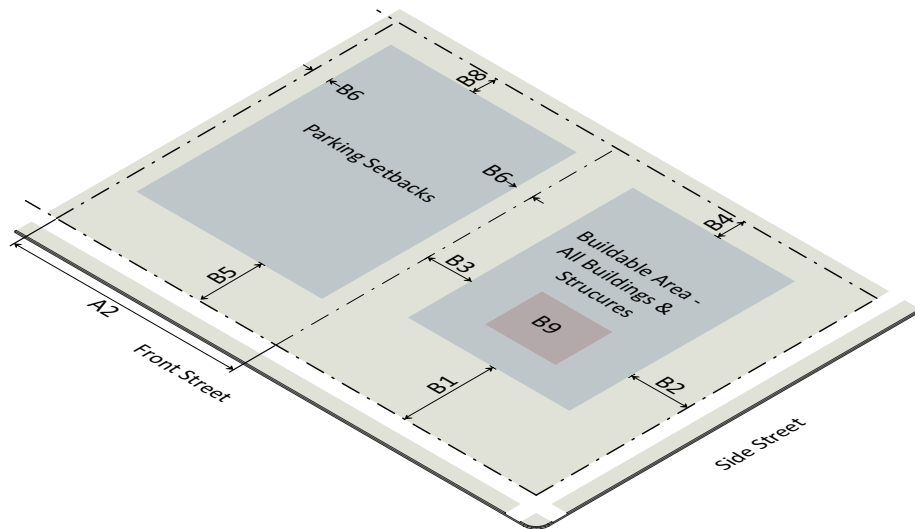 B8
B6
Parking Setbacks
B6
B4
Buildable Area -
All Buildings &
Strucures
B3
B5
B9
A2
Front Street
B1
B2
Side Street